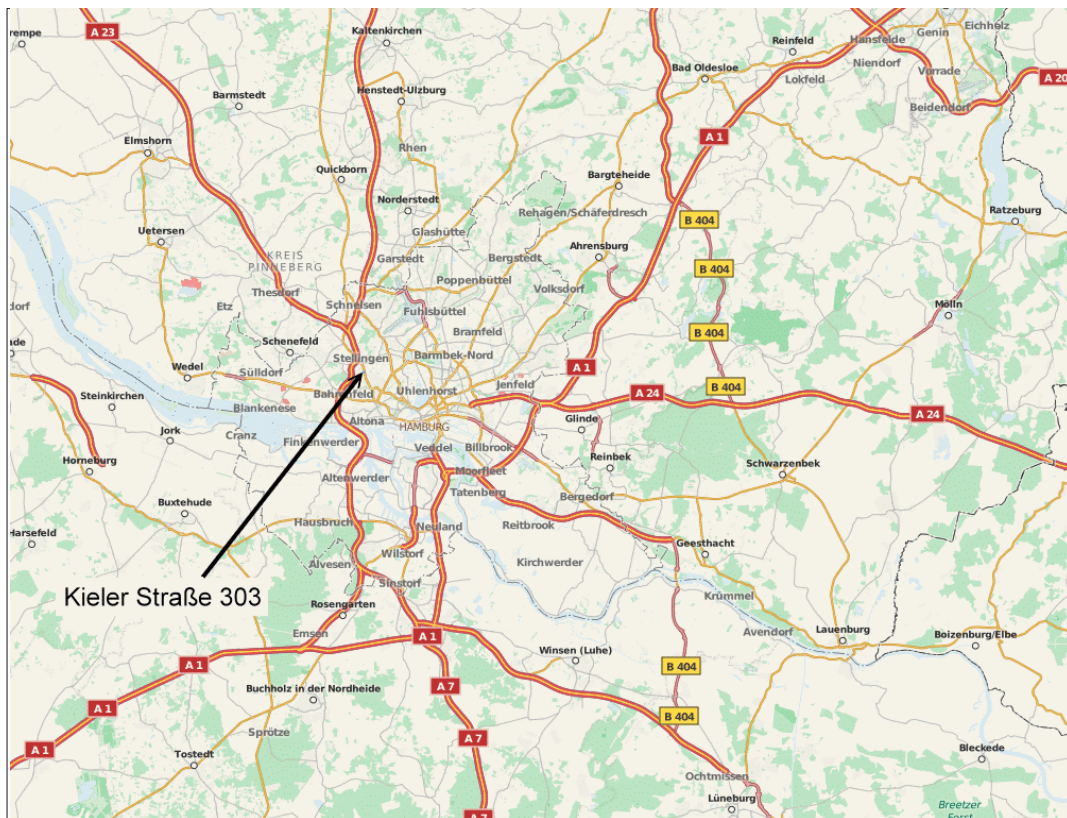 A 23
Kaltenkirchen
Reinfeld
Hansfelde
Genin
Eichholz
Niendorf
Vorrade
A 20
Bad Oldesloe
Lokfeld
Beidendorf
Barmstedt
Henstedt-Ulzburg
A 1
Elmshorn
Rhen
Quickborn
Bargteheide
Norderstedt
Rehagen/Schäferdresch
B 404
Ratzeburg
Uetersen
Glashütte
Ahrensburg
KREIS
PINNEBERG
Garstedt
Bergstedt
B 404
Poppenbüttel
Thesdorf
Volksdorf
Etz
Schnelsen
Fuhlsbüttel
Mölln
Bramfeld
B 404
Schenefeld
Stellingen
Barmbek-Nord
Wedel
Sülldorf
A 1
Uhlenhorst
Jenfeld
B 404
Bahrenfeld
A 24
Steinkirchen
Blankenese
A 24
Altona
HAMBURG
Glinde
Jork
Cranz
Finkenwerder
Veddel
Billbrook
Reinbek
Horneburg
Moorfleet
Schwarzenbek
Altenwerder
Tatenberg
Bergedorf
Buxtehude
Hausbruch
Neuland
Reitbrook
Harsefeld
Wilstorf
Geesthacht
Alvesen
Kirchwerder
Sinstorf
Krümmel
Kieler Straße 303
Rosengarten
Emsen
A 1
Avendorf
Lauenburg
Boizenburg/Elbe
Winsen (Luhe)
A 1
B 404
Buchholz in der Nordheide
A 7
A 1
B 404
Sprötze
A 7
A 1
Tostedt
Bleckede
Ochtmissen
Lüneburg
Breetzer
A 7